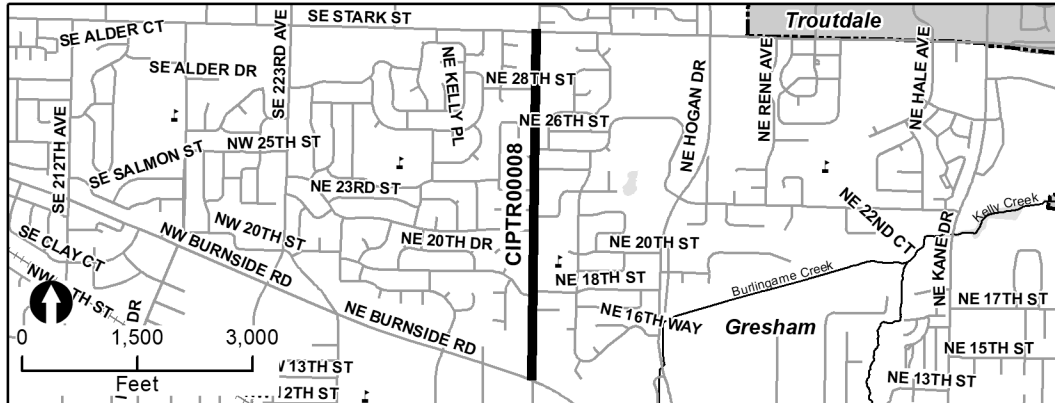 SE STARK ST
Troutdale
SE ALDER CT
SE ALDER DR
SE 223RD AVE
NE KELLY PL
NE 28TH ST
NE 26TH ST
NE HOGAN DR
NE RENE AVE
NE HALE AVE
SE 212TH AVE
SE SALMON ST
NW 25TH ST
NE 23RD ST
CIPTR00008
NE 22ND CT
Kelly Creek
NE KANE DR
SE CLAY CT
NW BURNSIDE RD
NW 20TH ST
NE 20TH DR
NE 20TH ST
NE 18TH ST
Burlingame Creek
NE 17TH ST
NE BURNSIDE RD
NE 16TH WAY
Gresham
NE 15TH ST
NE 13TH ST
DR
0 1,500 3,000
Feet
13TH ST
12TH ST